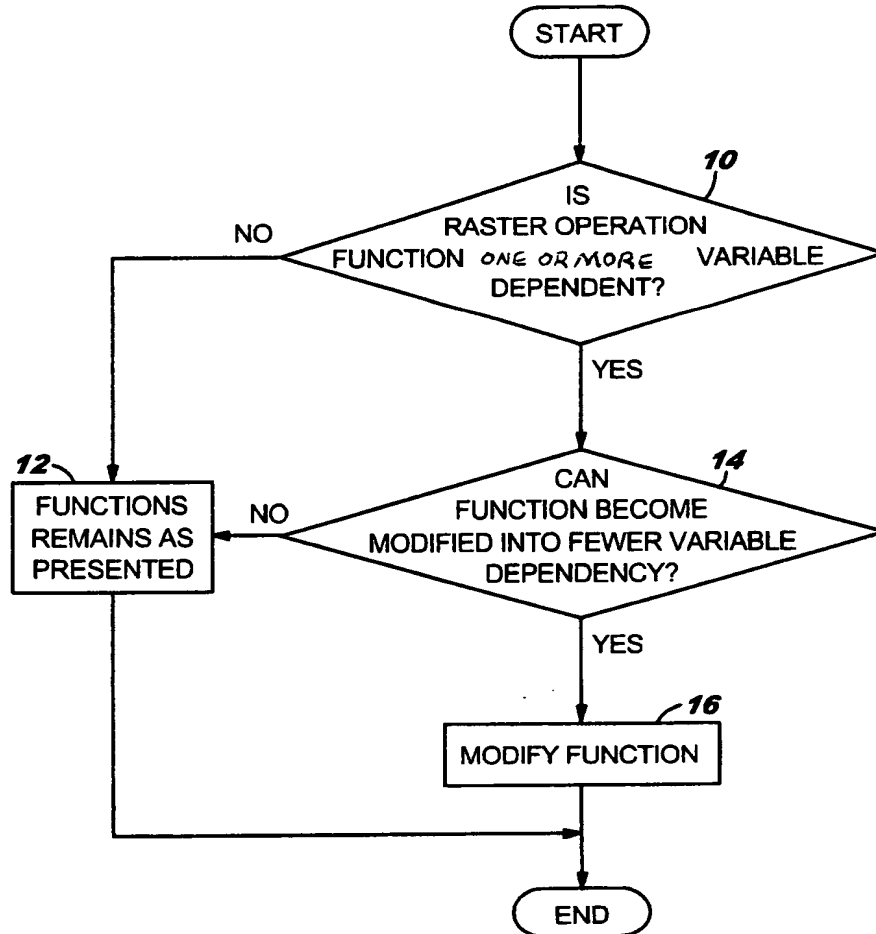 START
10
IS
RASTER OPERATION
FUNCTION ONE OR MORE VARIABLE
DEPENDENT?
NO
YES
12
FUNCTIONS
REMAINS AS
PRESENTED
NO
14
CAN
FUNCTION BECOME
MODIFIED INTO FEWER VARIABLE
DEPENDENCY?
YES
16
MODIFY FUNCTION
END